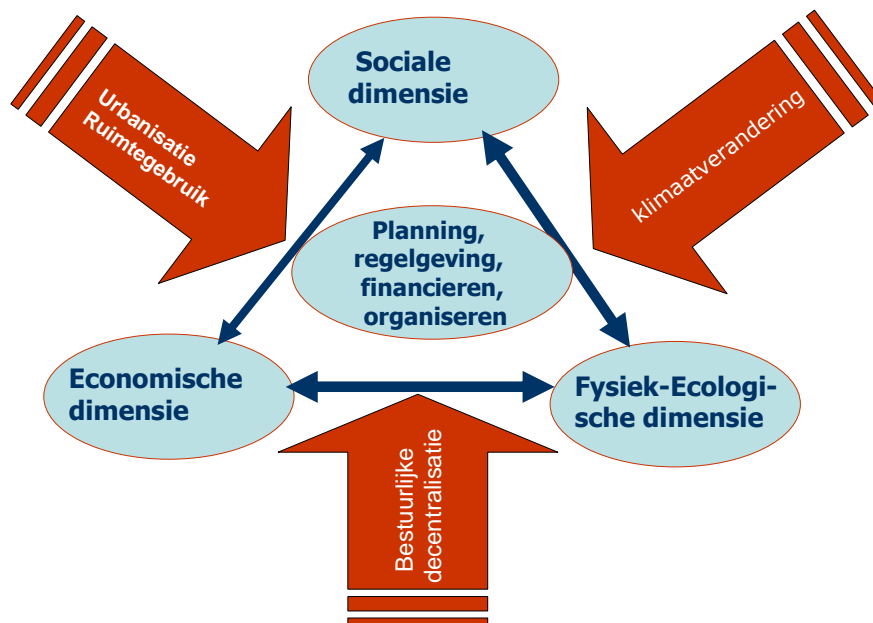 Sociale
dimensie
Urbanisatie
Ruimtegebruik
klimaatverandering
Planning,
regelgeving,
financieren,
organiseren
Economische
dimensie
Fysiek-Ecologi-
sche dimensie
Bestuurlijke
decentralisatie